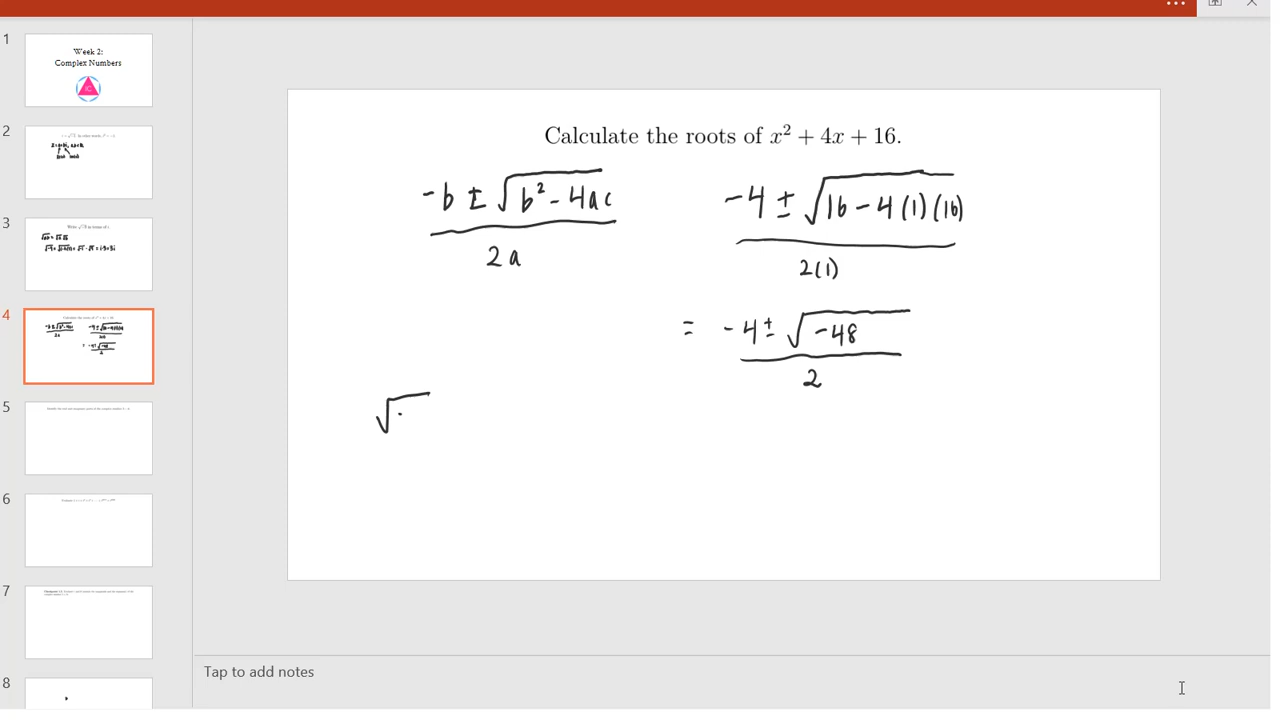 1
Week 2:
Complex Numbers
2
3
4
5
6
7
8
Calculate the roots of x² + 4x + 16.
-b ± √(b² - 4ac)
2a
-4 ± √(16 - 4(1)(16)
2(1)
= -4 ± √-48
2
√
Tap to add notes